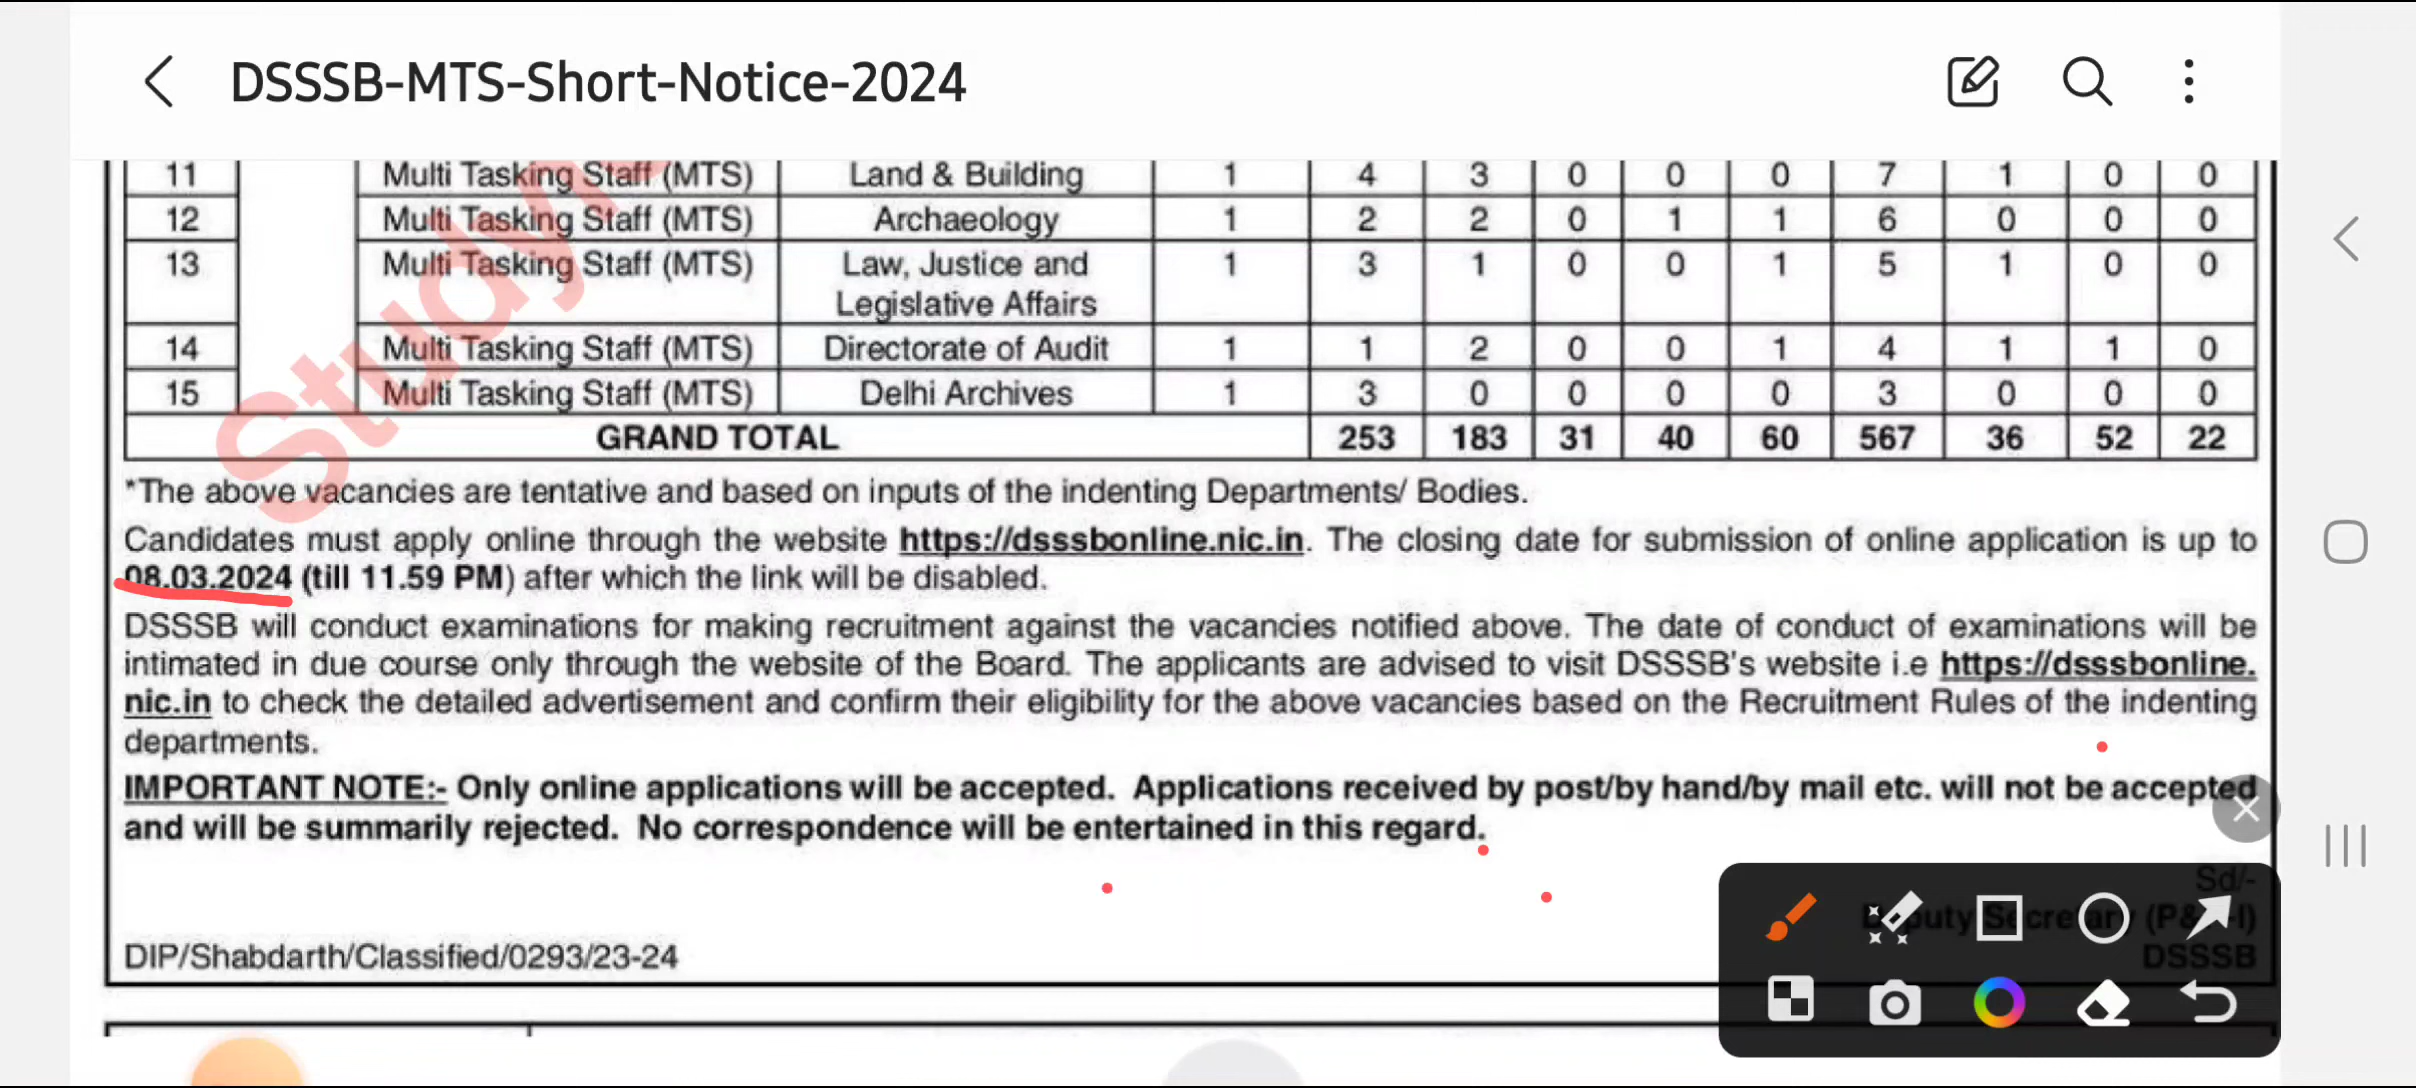 DSSSB-MTS-Short-Notice-2024
11 Multi Tasking Staff (MTS) Land & Building 1 4 3 0 0 0 7 1 0 0
12 Multi Tasking Staff (MTS) Archaeology 1 2 2 0 1 1 6 0 0 0
13 Multi Tasking Staff (MTS) Law, Justice and 1 3 1 0 0 1 5 1 0 0
Legislative Affairs
14 Multi Tasking Staff (MTS) Directorate of Audit 1 1 2 0 0 1 4 1 1 0
15 Multi Tasking Staff (MTS) Delhi Archives 1 3 0 0 0 0 3 0 0 0
GRAND TOTAL 253 183 31 40 60 567 36 52 22
Study
*The above vacancies are tentative and based on inputs of the indenting Departments/ Bodies.
Candidates must apply online through the website https://dsssbonline.nic.in. The closing date for submission of online application is up to
08.03.2024 (till 11.59 PM) after which the link will be disabled.
DSSSB will conduct examinations for making recruitment against the vacancies notified above. The date of conduct of examinations will be
intimated in due course only through the website of the Board. The applicants are advised to visit DSSSB's website i.e https://dsssbonline.
nic.in to check the detailed advertisement and confirm their eligibility for the above vacancies based on the Recruitment Rules of the indenting
departments.
IMPORTANT NOTE:- Only online applications will be accepted. Applications received by post/by hand/by mail etc. will not be accepted
and will be summarily rejected. No correspondence will be entertained in this regard.
Sd/-
Secretary
DIP/Shabdarth/Classified/0293/23-24 DSSSB